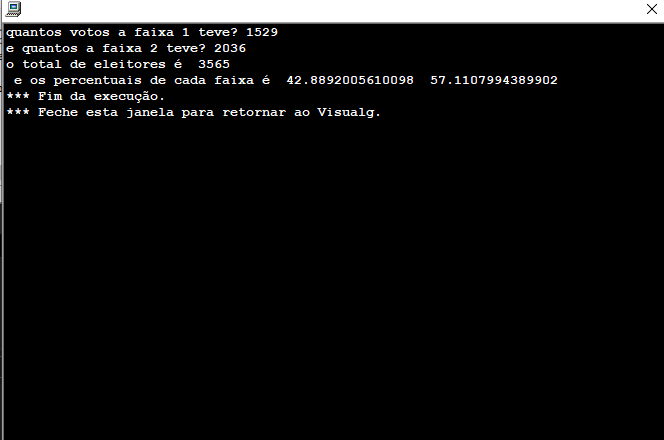 quantos votos a faixa 1 teve? 1529
e quantos a faixa 2 teve? 2036
o total de eleitores é  3565
 e os percentuais de cada faixa é  42.8892005610098  57.1107994389902
*** Fim da execução.
*** Feche esta janela para retornar ao Visualg.